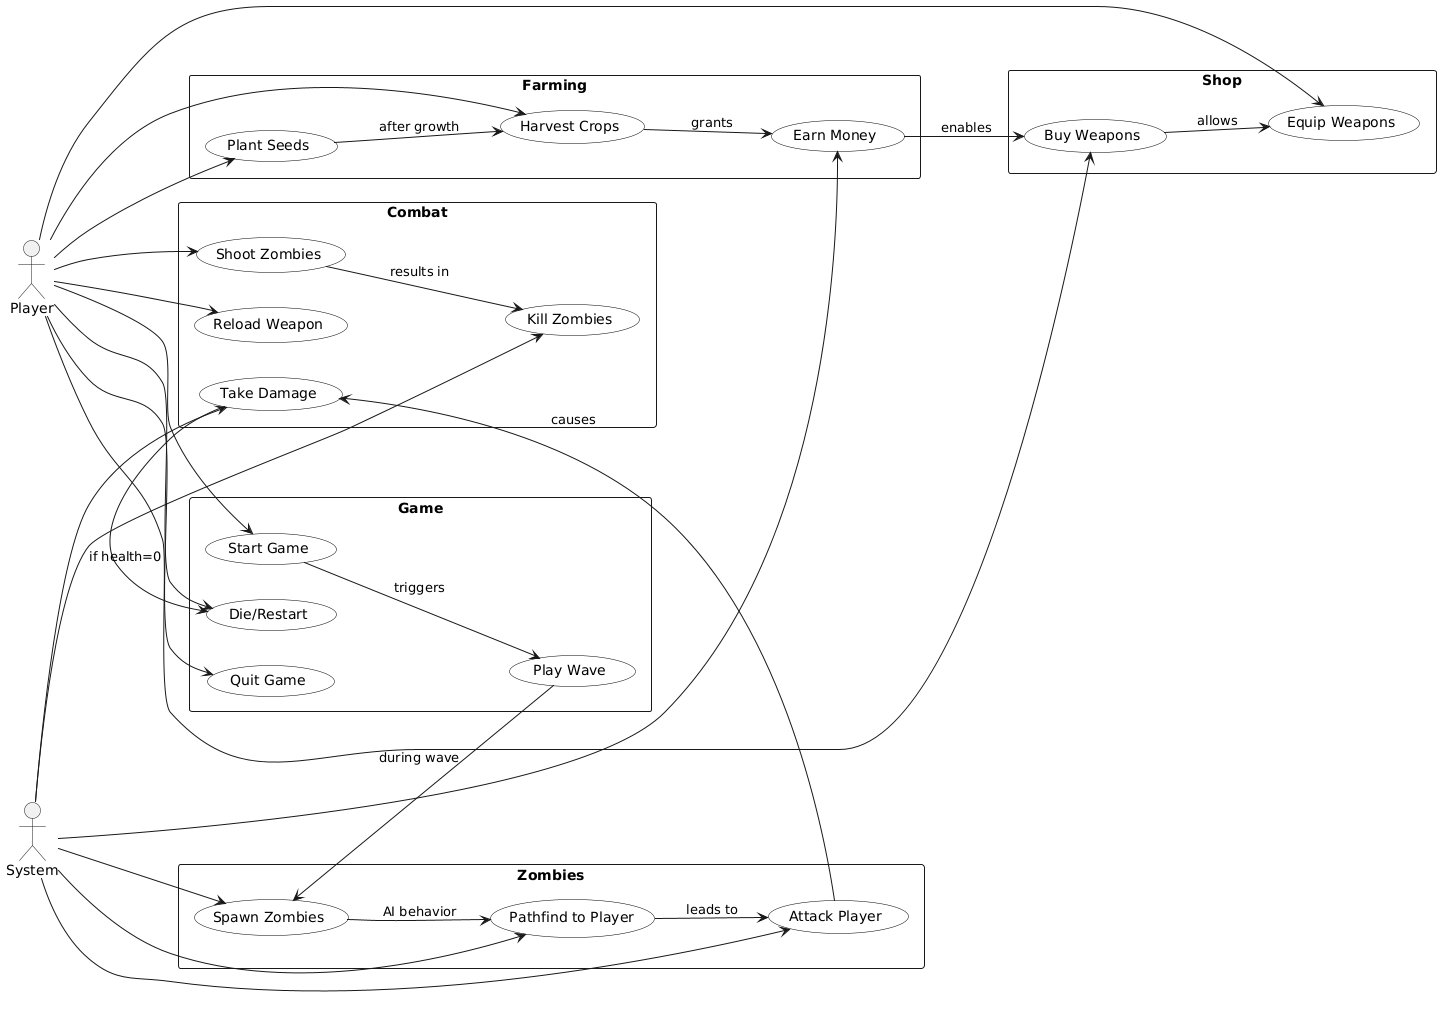 Farming
Shop
Plant Seeds
after growth
Harvest Crops
grants
Earn Money
enables
Buy Weapons
allows
Equip Weapons
Combat
Shoot Zombies
results in
Reload Weapon
Kill Zombies
Take Damage
causes
Player
Game
Start Game
if health=0
triggers
Die/Restart
Quit Game
Play Wave
during wave
System
Zombies
Spawn Zombies
AI behavior
Pathfind to Player
leads to
Attack Player